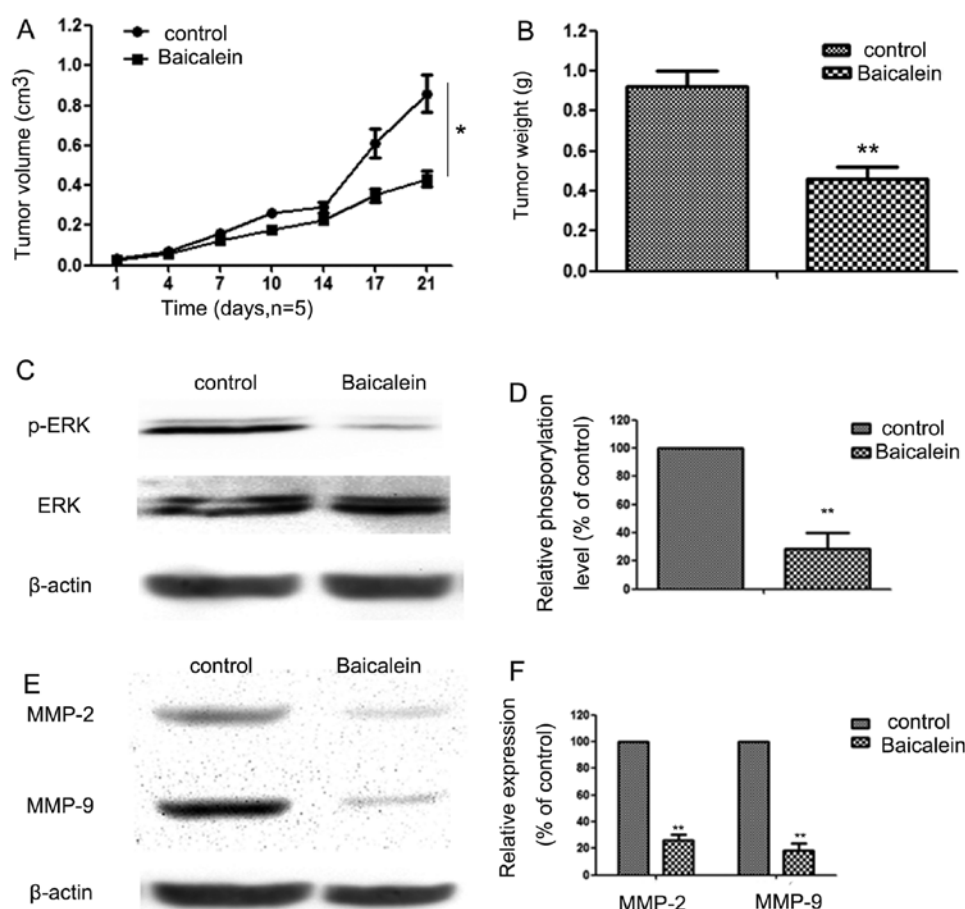 A
Tumor volume (cm3)
1.2
1.0
0.8
0.6
0.4
0.2
0.0
control
Baicalein
*
1 4 7 10 14 17 21
Time (days,n=5)
B
Tumor weight (g)
1.2
1.0
0.8
0.6
0.4
0.2
0.0
control
Baicalein
**
C
control Baicalein
p-ERK
ERK
β-actin
D
Relative phosporylation
level (% of control)
120
100
80
60
40
20
0
control
Baicalein
**
E
control Baicalein
MMP-2
MMP-9
β-actin
F
Relative expression
(% of control)
120
100
80
60
40
20
0
control
Baicalein
** **
MMP-2 MMP-9